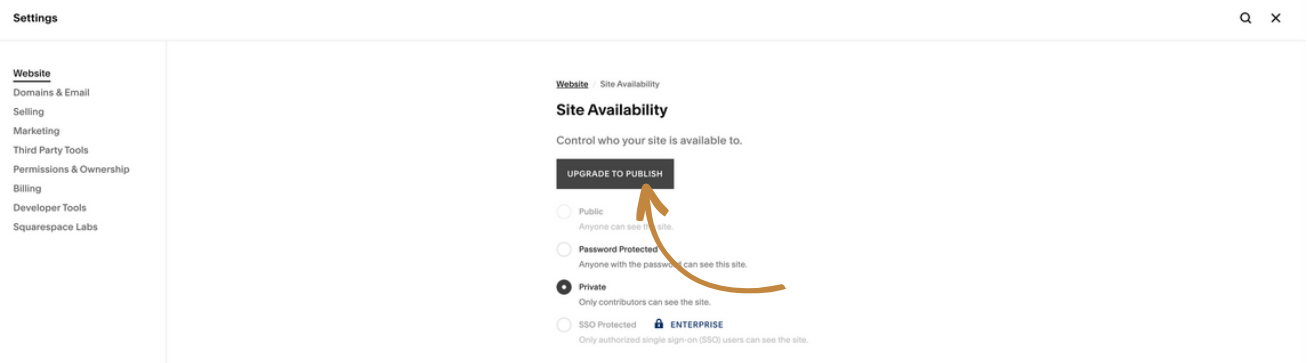 Settings
Website
Domains & Email
Selling
Marketing
Third Party Tools
Permissions & Ownership
Billing
Developer Tools
Squarespace Labs
Website / Site Availability
Site Availability
Control who your site is available to.
UPGRADE TO PUBLISH
Public
Anyone can see the site.
Password Protected
Anyone with the password can see this site.
Private
Only contributors can see the site.
SSO Protected ENTERPRISE
Only authorized single sign-on (SSO) users can see the site.